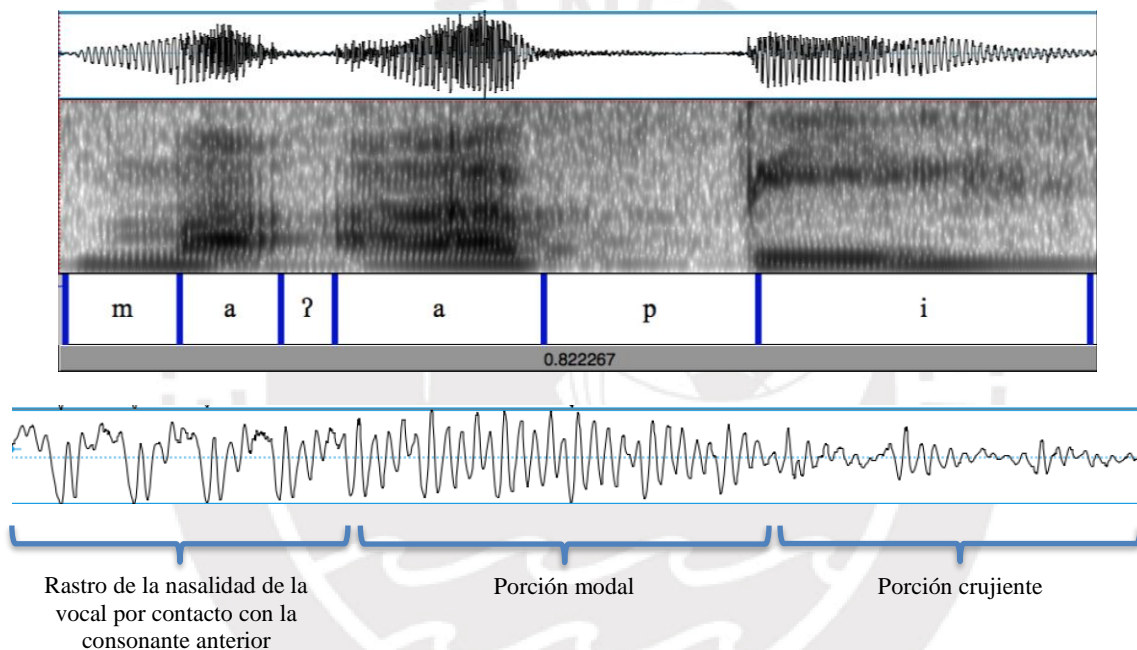 m a ʔ a p i
0.822267
Rastro de la nasalidad de la
vocal por contacto con la
consonante anterior
Porción modal
Porción crujiente